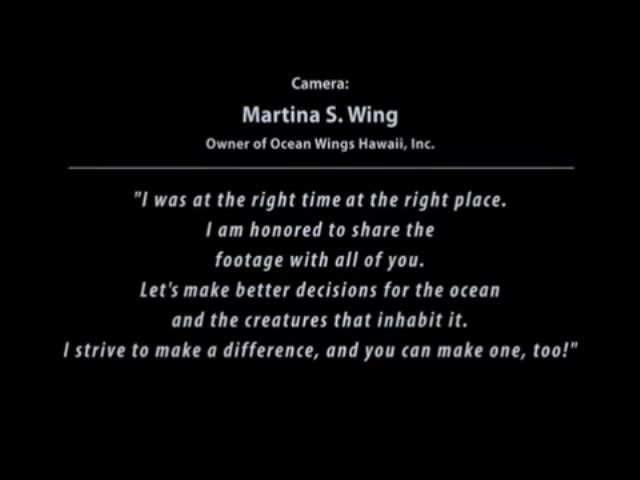 Camera:
Martina S. Wing
Owner of Ocean Wings Hawaii, Inc.
"I was at the right time at the right place.
I am honored to share the
footage with all of you.
Let's make better decisions for the ocean
and the creatures that inhabit it.
I strive to make a difference, and you can make one, too!"